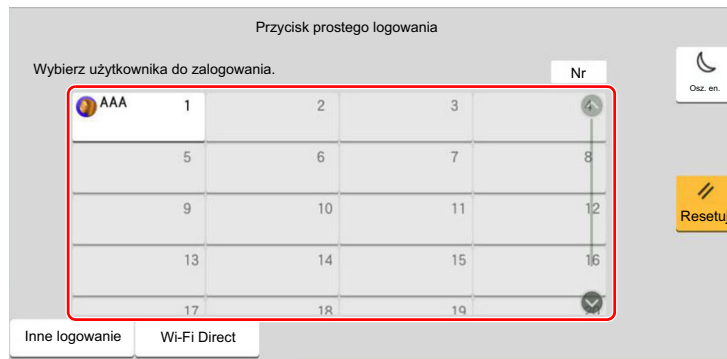 Przycisk prostego logowania
Wybierz użytkownika do zalogowania.
Nr
Osz. en.
AAA 1 2 3 4
5 6 7 8
9 10 11 12
Resetuj
13 14 15 16
17 18 19
Inne logowanie Wi-Fi Direct